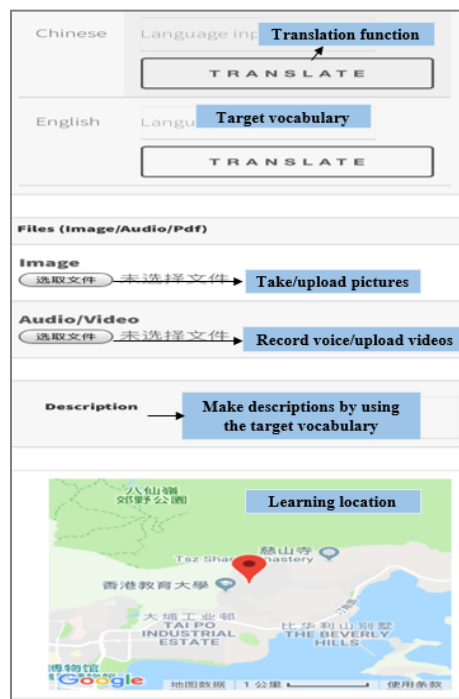 Chinese
Language inp
Translation function
TRANSLATE
English
Langu
Target vocabulary
TRANSLATE
Files (Image/Audio/Pdf)
Image
选取文件 未选择文件
Take/upload pictures
Audio/Video
选取文件 未选择文件
Record voice/upload videos
Description
Make descriptions by using
the target vocabulary
八仙嶺
郊野公園
Learning location
慈山寺
Tsz Shan Monastery
香港教育大學
大埔工业邨
TAI PO
INDUSTRIAL
ESTATE
比华利山别墅
THE BEVERLY
HILLS
博物馆
Google
地图数据
1 公里
使用条款